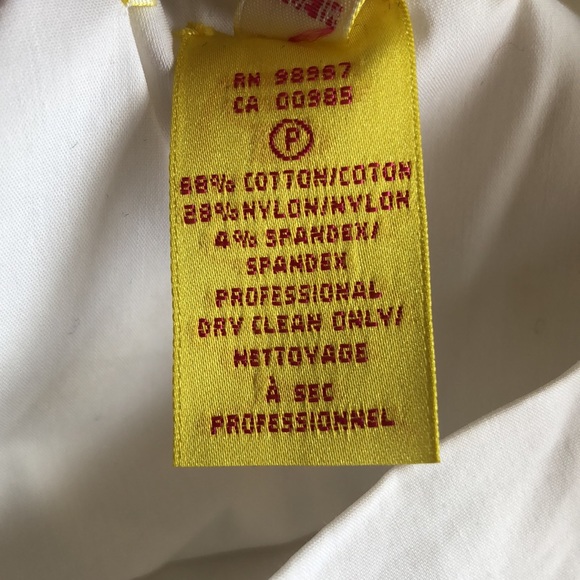 RN 98967
CA 00985
P
68% COTTON/COTON
28% NYLON/NYLON
4% SPANDEX/
SPANDEX
PROFESSIONAL
DRY CLEAN ONLY/
NETTOYAGE
À SEC
PROFESSIONNEL